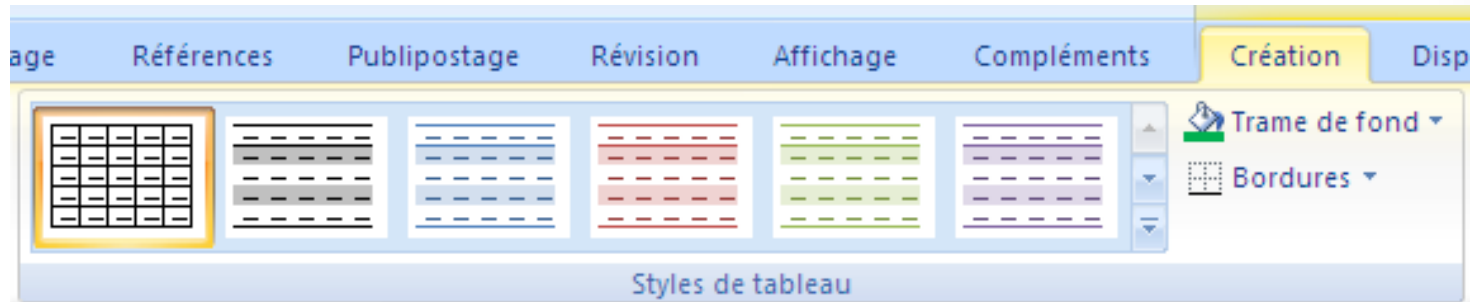 age Références Publipostage Révision Affichage Compléments Création Disp
Trame de fond
Bordures
Styles de tableau